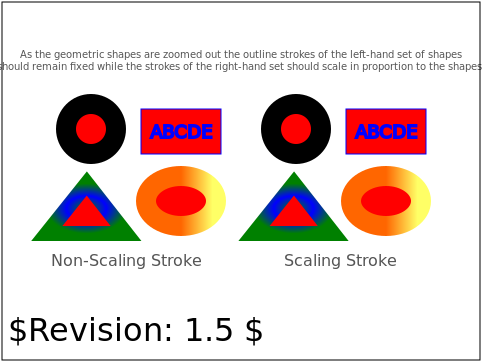 As the geometric shapes are zoomed out the outline strokes of the left-hand set of shapes
should remain fixed while the strokes of the right-hand set should scale in proportion to the shapes
ABCDE ABCDE
Non-Scaling Stroke Scaling Stroke
$Revision: 1.5 $